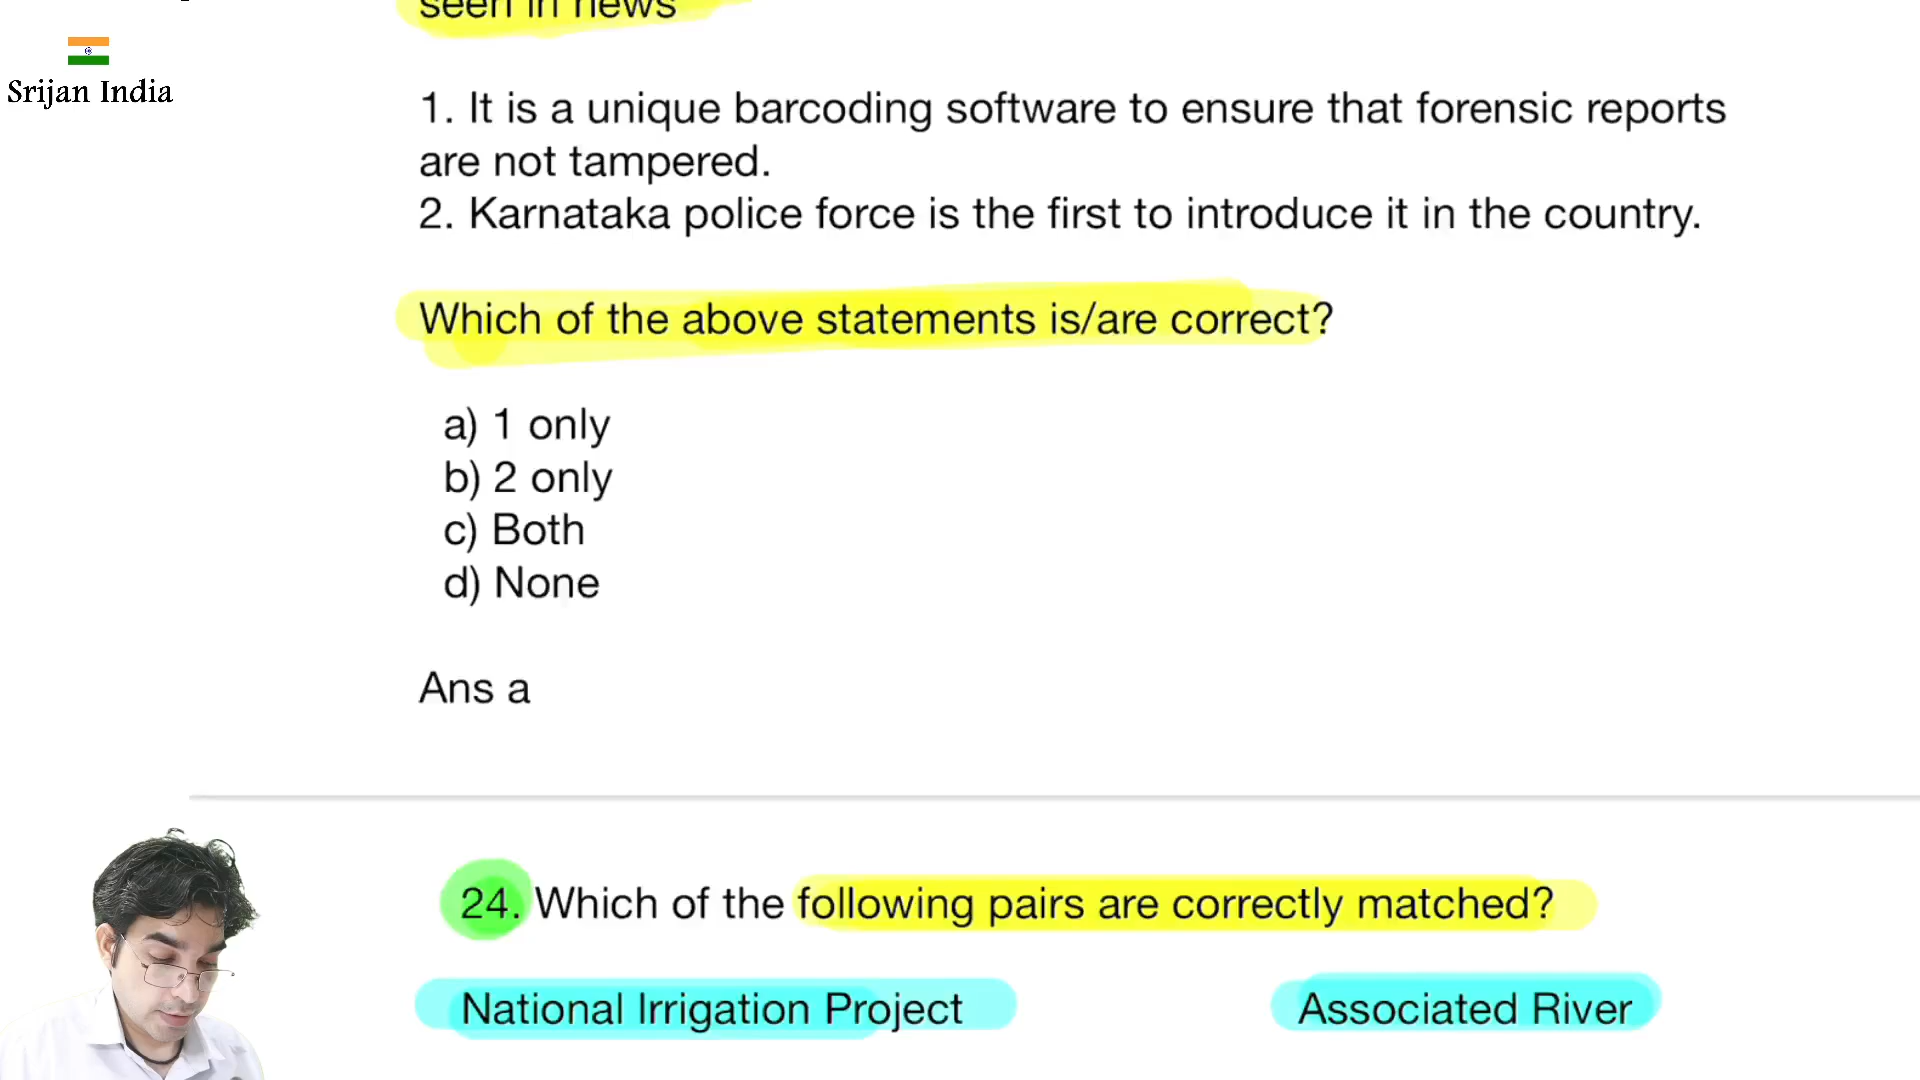 seen in news
Srijan India
1. It is a unique barcoding software to ensure that forensic reports
are not tampered.
2. Karnataka police force is the first to introduce it in the country.
Which of the above statements is/are correct?
a) 1 only
b) 2 only
c) Both
d) None
Ans a
24. Which of the following pairs are correctly matched?
National Irrigation Project Associated River